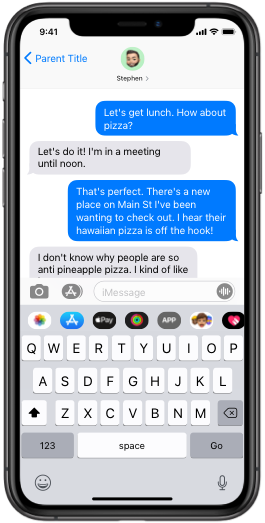 9:41
Parent Title
Stephen
Let's get lunch. How about
pizza?
Let's do it! I'm in a meeting
until noon.
That's perfect. There's a new
place on Main St I've been
wanting to check out. I hear their
hawaiian pizza is off the hook!
I don't know why people are so
anti pineapple pizza. I kind of like
iMessage
Pay APP
Q W E R T Y U I O P
A S D F G H J K L
Z X C V B N M
123 space Go